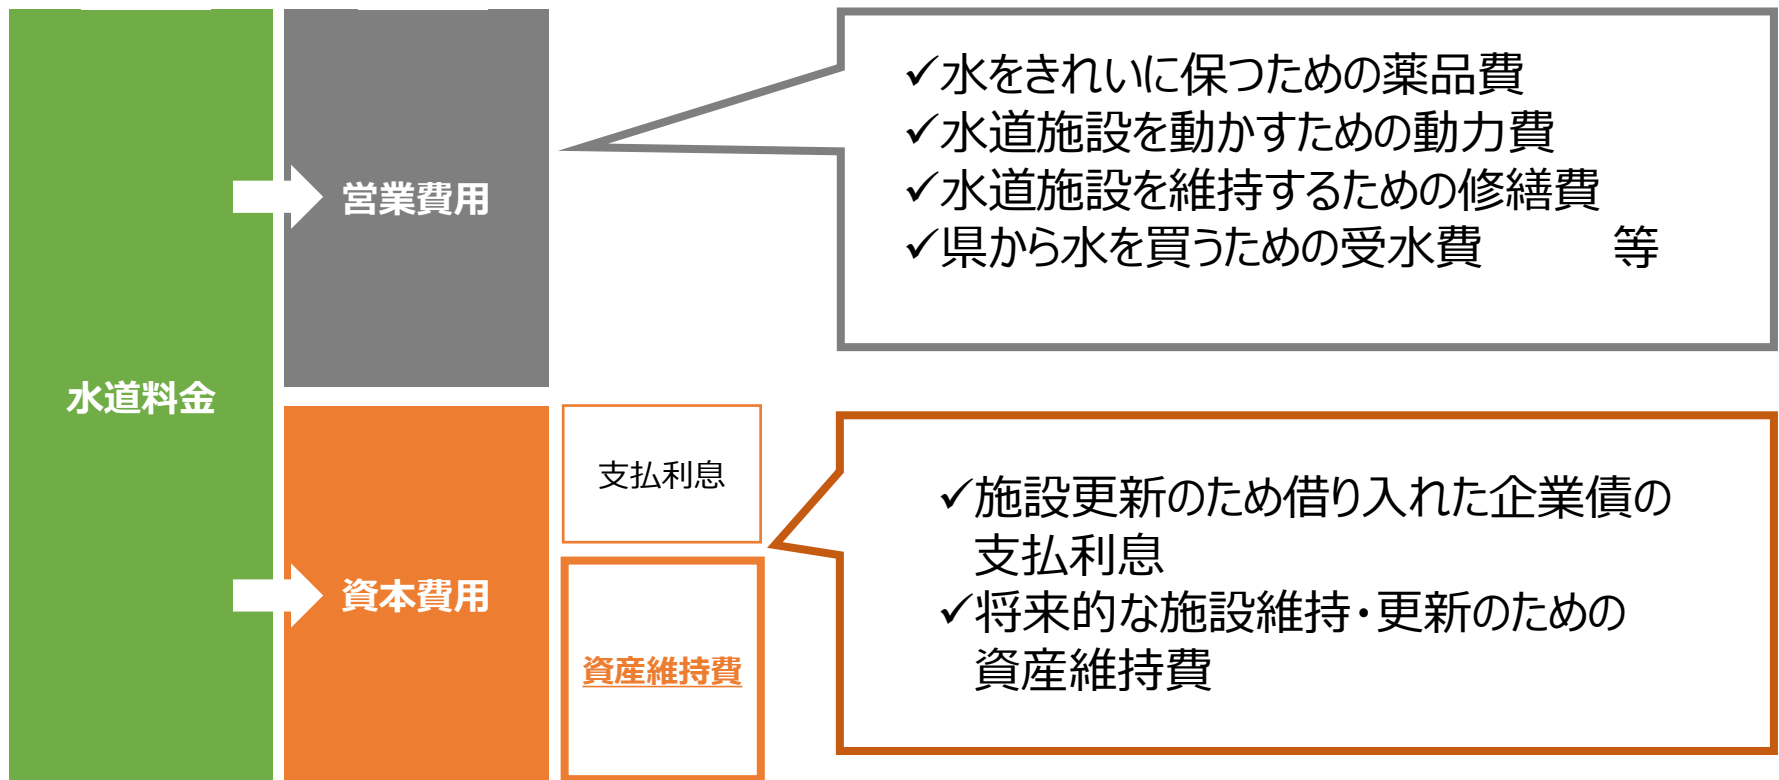 水道料金
営業費用
✓水をきれいに保つための薬品費
✓水道施設を動かすための動力費
✓水道施設を維持するための修繕費
✓県から水を買うための受水費　　　等
資本費用
支払利息
資産維持費
✓施設更新のため借り入れた企業債の
支払利息
✓将来的な施設維持・更新のための
資産維持費